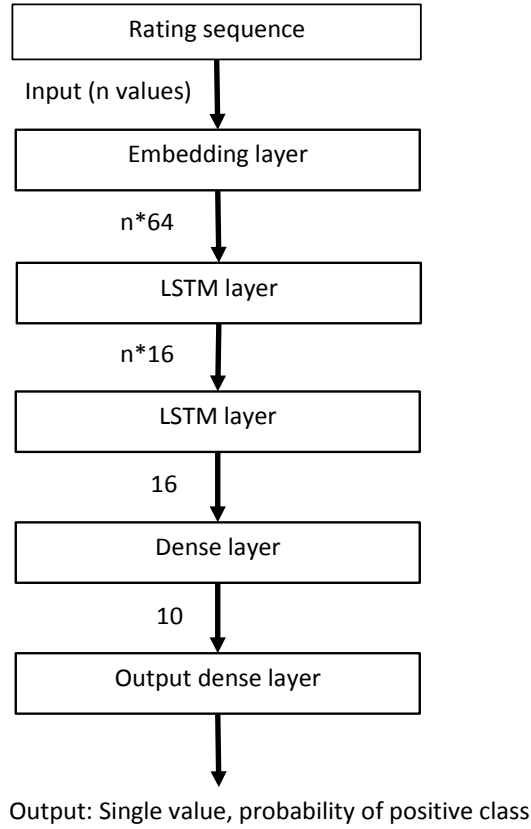 Rating sequence
Input (n values)
Embedding layer
n*64
LSTM layer
n*16
LSTM layer
16
Dense layer
10
Output dense layer
Output: Single value, probability of positive class